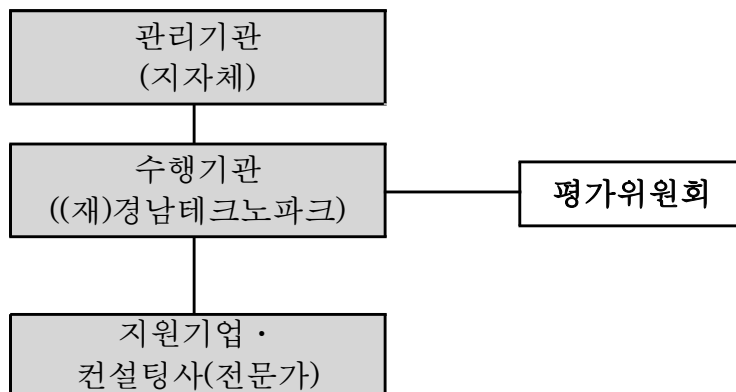 관리기관
(지자체)
수행기관
((재)경남테크노파크)
평가위원회
지원기업 ·
컨설팅사(전문가)